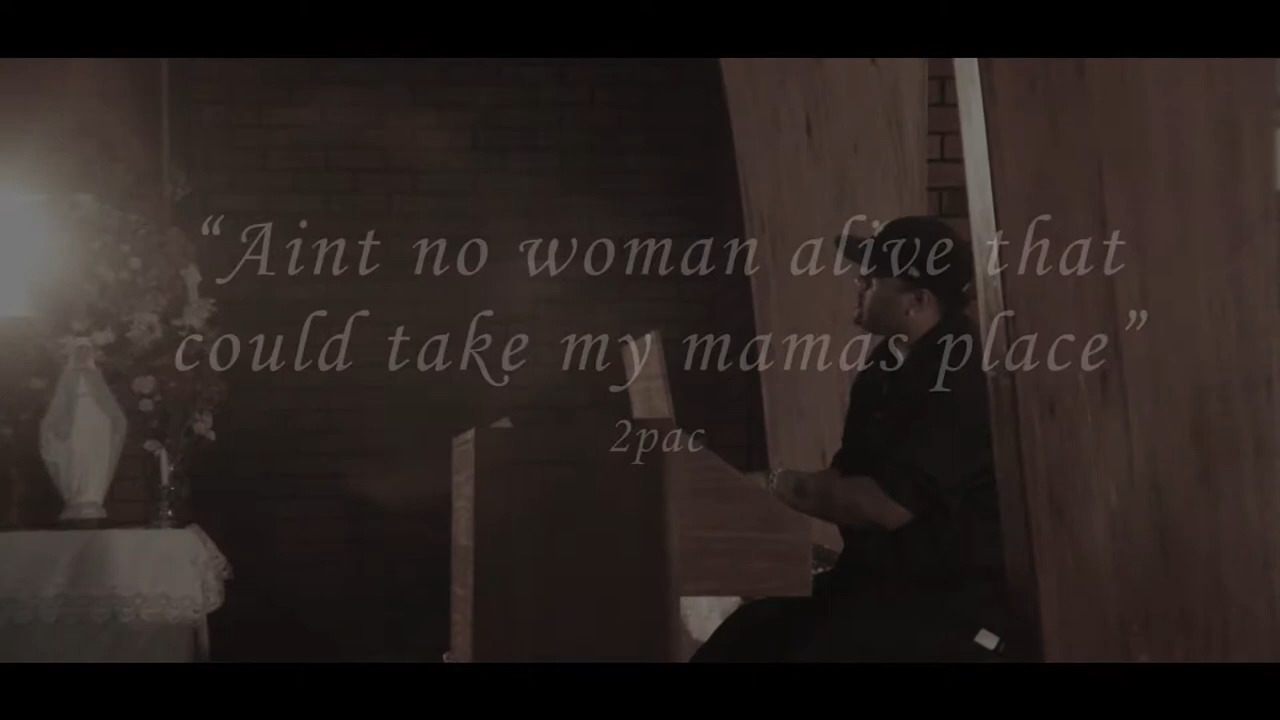 “Aint no woman alive that
could take my mamas place”
2pac